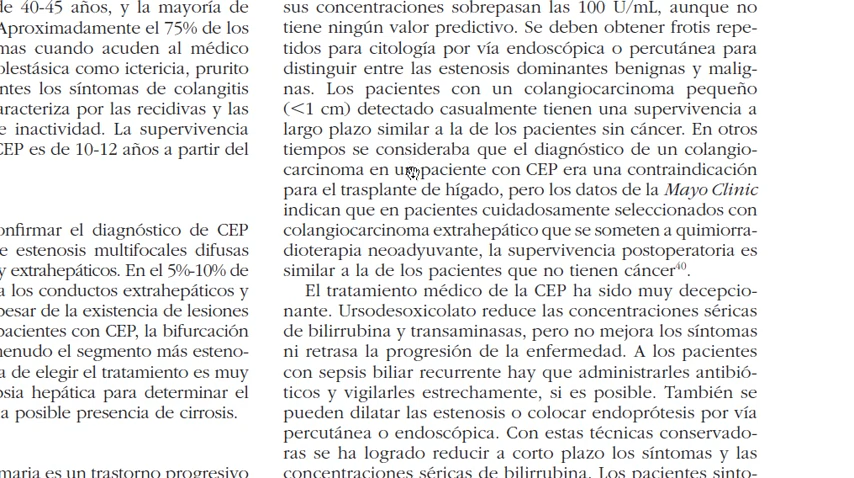 de 40-45 años, y la mayoría de
Aproximadamente el 75% de los
mas cuando acuden al médico
olestásica como ictericia, prurito
ntes los síntomas de colangitis
aracteriza por las recidivas y las
e inactividad. La supervivencia
CEP es de 10-12 años a partir del
onfirmar el diagnóstico de CEP
e estenosis multifocales difusas
y extrahepáticos. En el 5%-10% de
a los conductos extrahepáticos y
pesar de la existencia de lesiones
pacientes con CEP, la bifurcación
menudo el segmento más esteno-
a de elegir el tratamiento es muy
osia hepática para determinar el
a posible presencia de cirrosis.
maria es un trastorno progresivo
sus concentraciones sobrepasan las 100 U/mL, aunque no
tiene ningún valor predictivo. Se deben obtener frotis repe-
tidos para citología por vía endoscópica o percutánea para
distinguir entre las estenosis dominantes benignas y malig-
nas. Los pacientes con un colangiocarcinoma pequeño
(<1 cm) detectado casualmente tienen una supervivencia a
largo plazo similar a la de los pacientes sin cáncer. En otros
tiempos se consideraba que el diagnóstico de un colangio-
carcinoma en un paciente con CEP era una contraindicación
para el trasplante de hígado, pero los datos de la Mayo Clinic
indican que en pacientes cuidadosamente seleccionados con
colangiocarcinoma extrahepático que se someten a quimiorra-
dioterapia neoadyuvante, la supervivencia postoperatoria es
similar a la de los pacientes que no tienen cáncer40.
El tratamiento médico de la CEP ha sido muy decepcio-
nante. Ursodesoxicolato reduce las concentraciones séricas
de bilirrubina y transaminasas, pero no mejora los síntomas
ni retrasa la progresión de la enfermedad. A los pacientes
con sepsis biliar recurrente hay que administrarles antibió-
ticos y vigilarles estrechamente, si es posible. También se
pueden dilatar las estenosis o colocar endoprótesis por vía
percutánea o endoscópica. Con estas técnicas conservado-
ras se ha logrado reducir a corto plazo los síntomas y las
concentraciones séricas de bilirrubina. Los pacientes sinto-